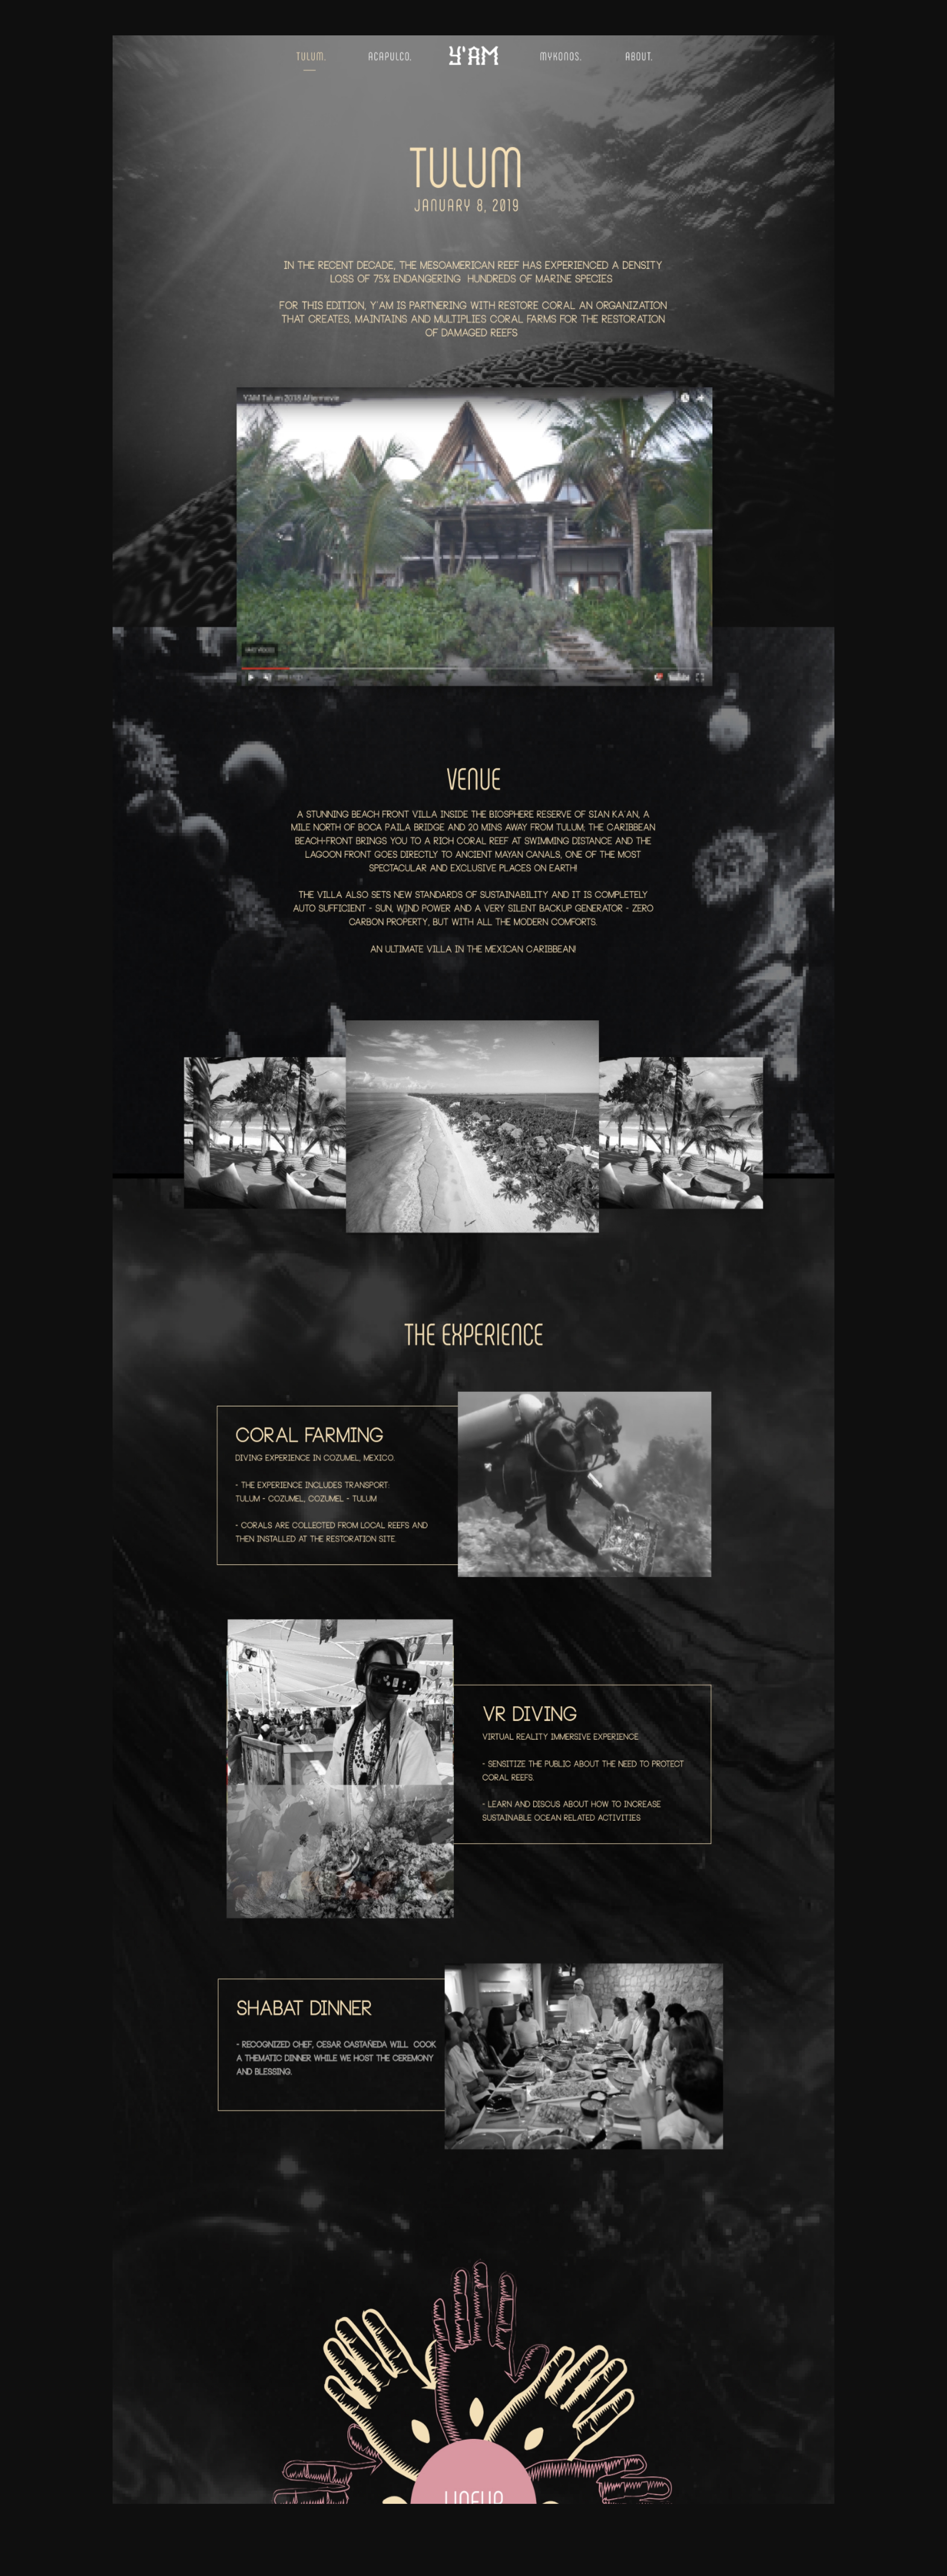 TULUM.
ACAPULCO.
Y'AM
MYKONOS.
ABOUT.
TULUM
JANUARY 8, 2019
IN THE RECENT DECADE, THE MESOAMERICAN REEF HAS EXPERIENCED A DENSITY
LOSS OF 75% ENDANGERING HUNDREDS OF MARINE SPECIES
FOR THIS EDITION, Y´AM IS PARTNERING WITH RESTORE CORAL AN ORGANIZATION
THAT CREATES, MAINTAINS AND MULTIPLIES CORAL FARMS FOR THE RESTORATION
OF DAMAGED REEFS
Y'AM Tulum 2018 Aftermovie
VENUE
A STUNNING BEACH FRONT VILLA INSIDE THE BIOSPHERE RESERVE OF SIAN KA´AN, A
MILE NORTH OF BOCA PAILA BRIDGE AND 20 MINS AWAY FROM TULUM; THE CARIBBEAN
BEACH-FRONT BRINGS YOU TO A RICH CORAL REEF AT SWIMMING DISTANCE AND THE
LAGOON FRONT GOES DIRECTLY TO ANCIENT MAYAN CANALS, ONE OF THE MOST
SPECTACULAR AND EXCLUSIVE PLACES ON EARTH!
THE VILLA ALSO SETS NEW STANDARDS OF SUSTAINABILITY AND IT IS COMPLETELY
AUTO SUFFICIENT - SUN, WIND POWER AND A VERY SILENT BACKUP GENERATOR - ZERO
CARBON PROPERTY, BUT WITH ALL THE MODERN COMFORTS.
AN ULTIMATE VILLA IN THE MEXICAN CARIBBEAN!
THE EXPERIENCE
CORAL FARMING
DIVING EXPERIENCE IN COZUMEL, MEXICO.
- THE EXPERIENCE INCLUDES TRANSPORT:
TULUM - COZUMEL, COZUMEL - TULUM
- CORALS ARE COLLECTED FROM LOCAL REEFS AND
THEN INSTALLED AT THE RESTORATION SITE.
VR DIVING
VIRTUAL REALITY IMMERSIVE EXPERIENCE.
- SENSITIZE THE PUBLIC ABOUT THE NEED TO PROTECT
CORAL REEFS.
- LEARN AND DISCUS ABOUT HOW TO INCREASE
SUSTAINABLE OCEAN RELATED ACTIVITIES
SHABAT DINNER
- RECOGNIZED CHEF, CESAR CASTAÑEDA WILL COOK
A THEMATIC DINNER WHILE WE HOST THE CEREMONY
AND BLESSING.
LINEUP